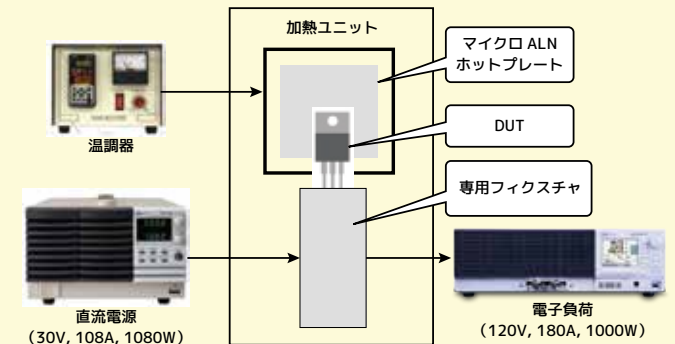 加熱ユニット
マイクロ ALN
ホットプレート
DUT
専用フィクスチャ
温調器
直流電源
（30V, 108A, 1080W）
電子負荷
（120V, 180A, 1000W）